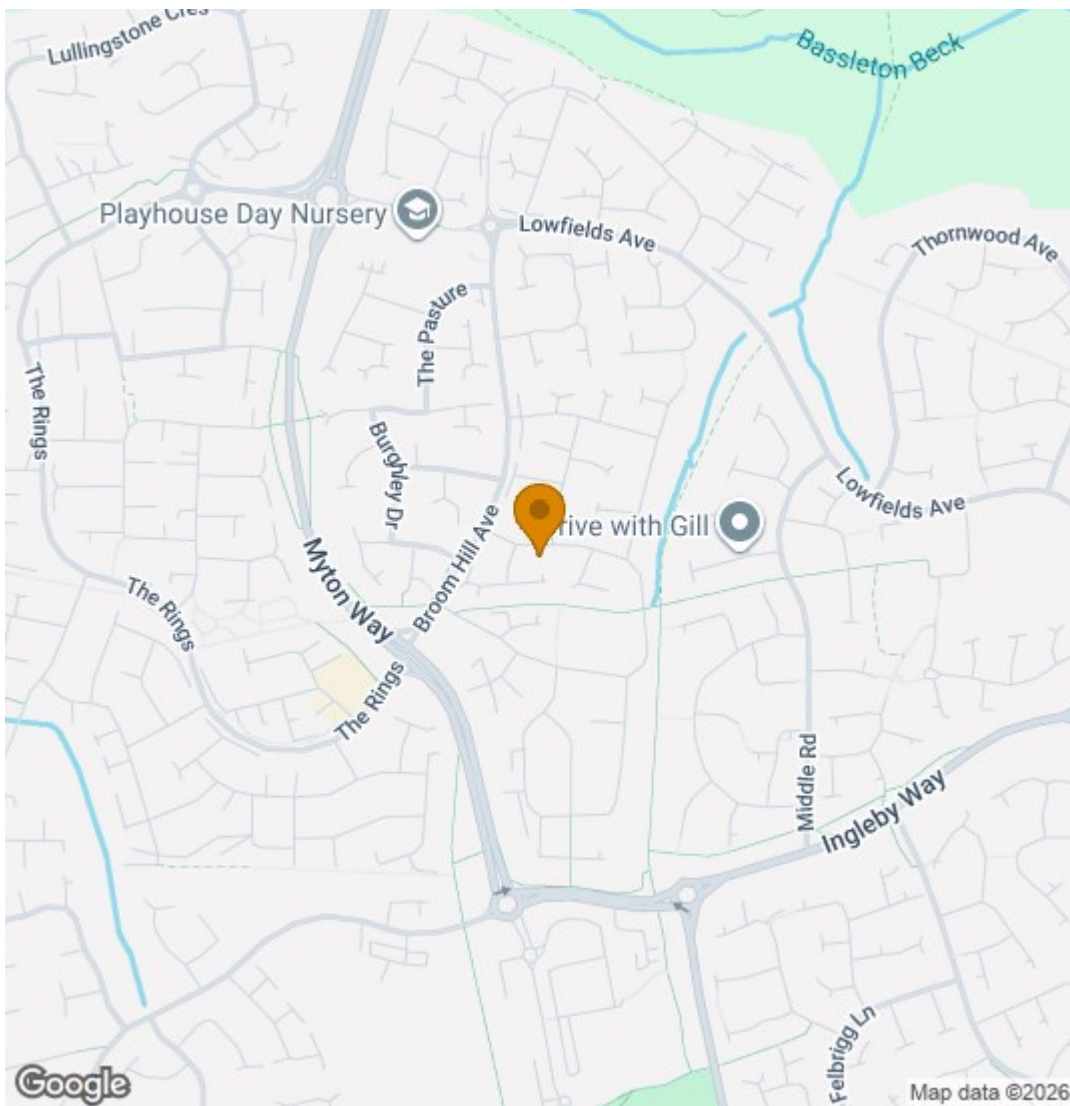 Lullingstone Cres
Bassleton Beck
Playhouse Day Nursery
Lowfields Ave
Thornwood Ave
The Pasture
The Rings
Burghley Dr
Lowfields Ave
Broom Hill Ave
rive with Gill
Myton Way
The Rings
The Rings
Middle Rd
Ingleby Way
Felbrigg Ln
Google
Map data ©2026